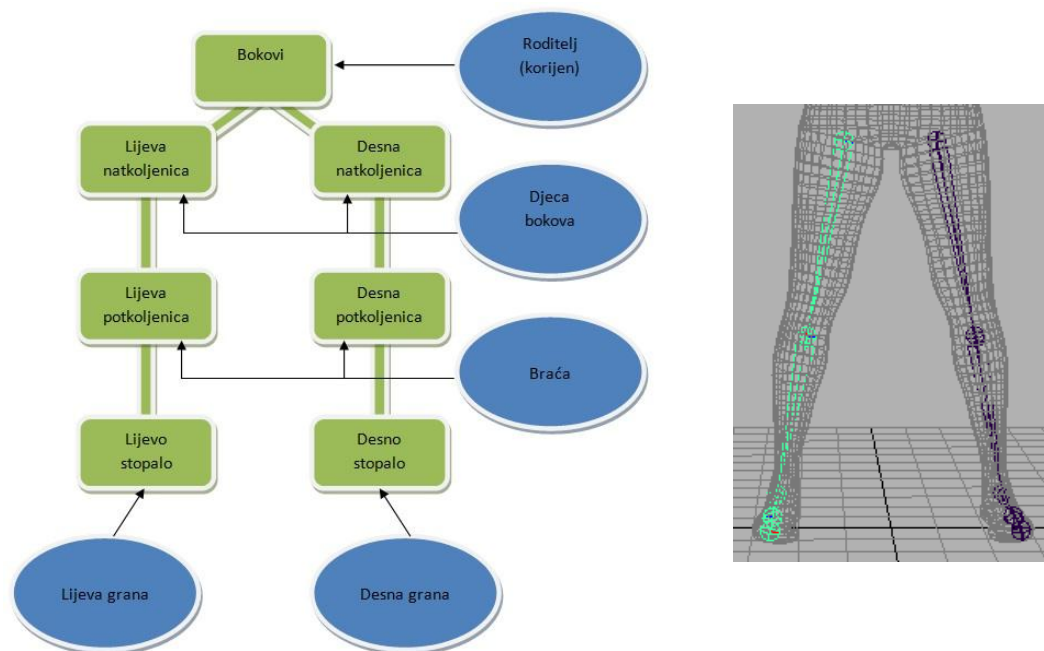 Bokovi
Roditelj
(korijen)
Lijeva
natkoljenica
Desna
natkoljenica
Djeca
bokova
Lijeva
potkoljenica
Desna
potkoljenica
Braća
Lijevo
stopalo
Desno
stopalo
Lijeva grana
Desna grana